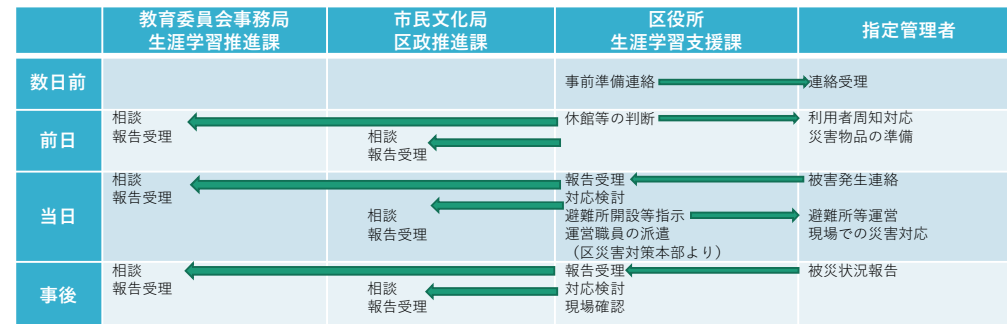 教育委員会事務局
生涯学習推進課
市民文化局
区政推進課
区役所
生涯学習支援課
指定管理者
数日前
事前準備連絡
連絡受理
前日
相談
報告受理
相談
報告受理
休館等の判断
利用者周知対応
災害物品の準備
当日
相談
報告受理
相談
報告受理
報告受理
対応検討
避難所開設等指示
運営職員の派遣
（区災害対策本部より）
被害発生連絡
避難所等運営
現場での災害対応
事後
相談
報告受理
相談
報告受理
報告受理
対応検討
現場確認
被災状況報告